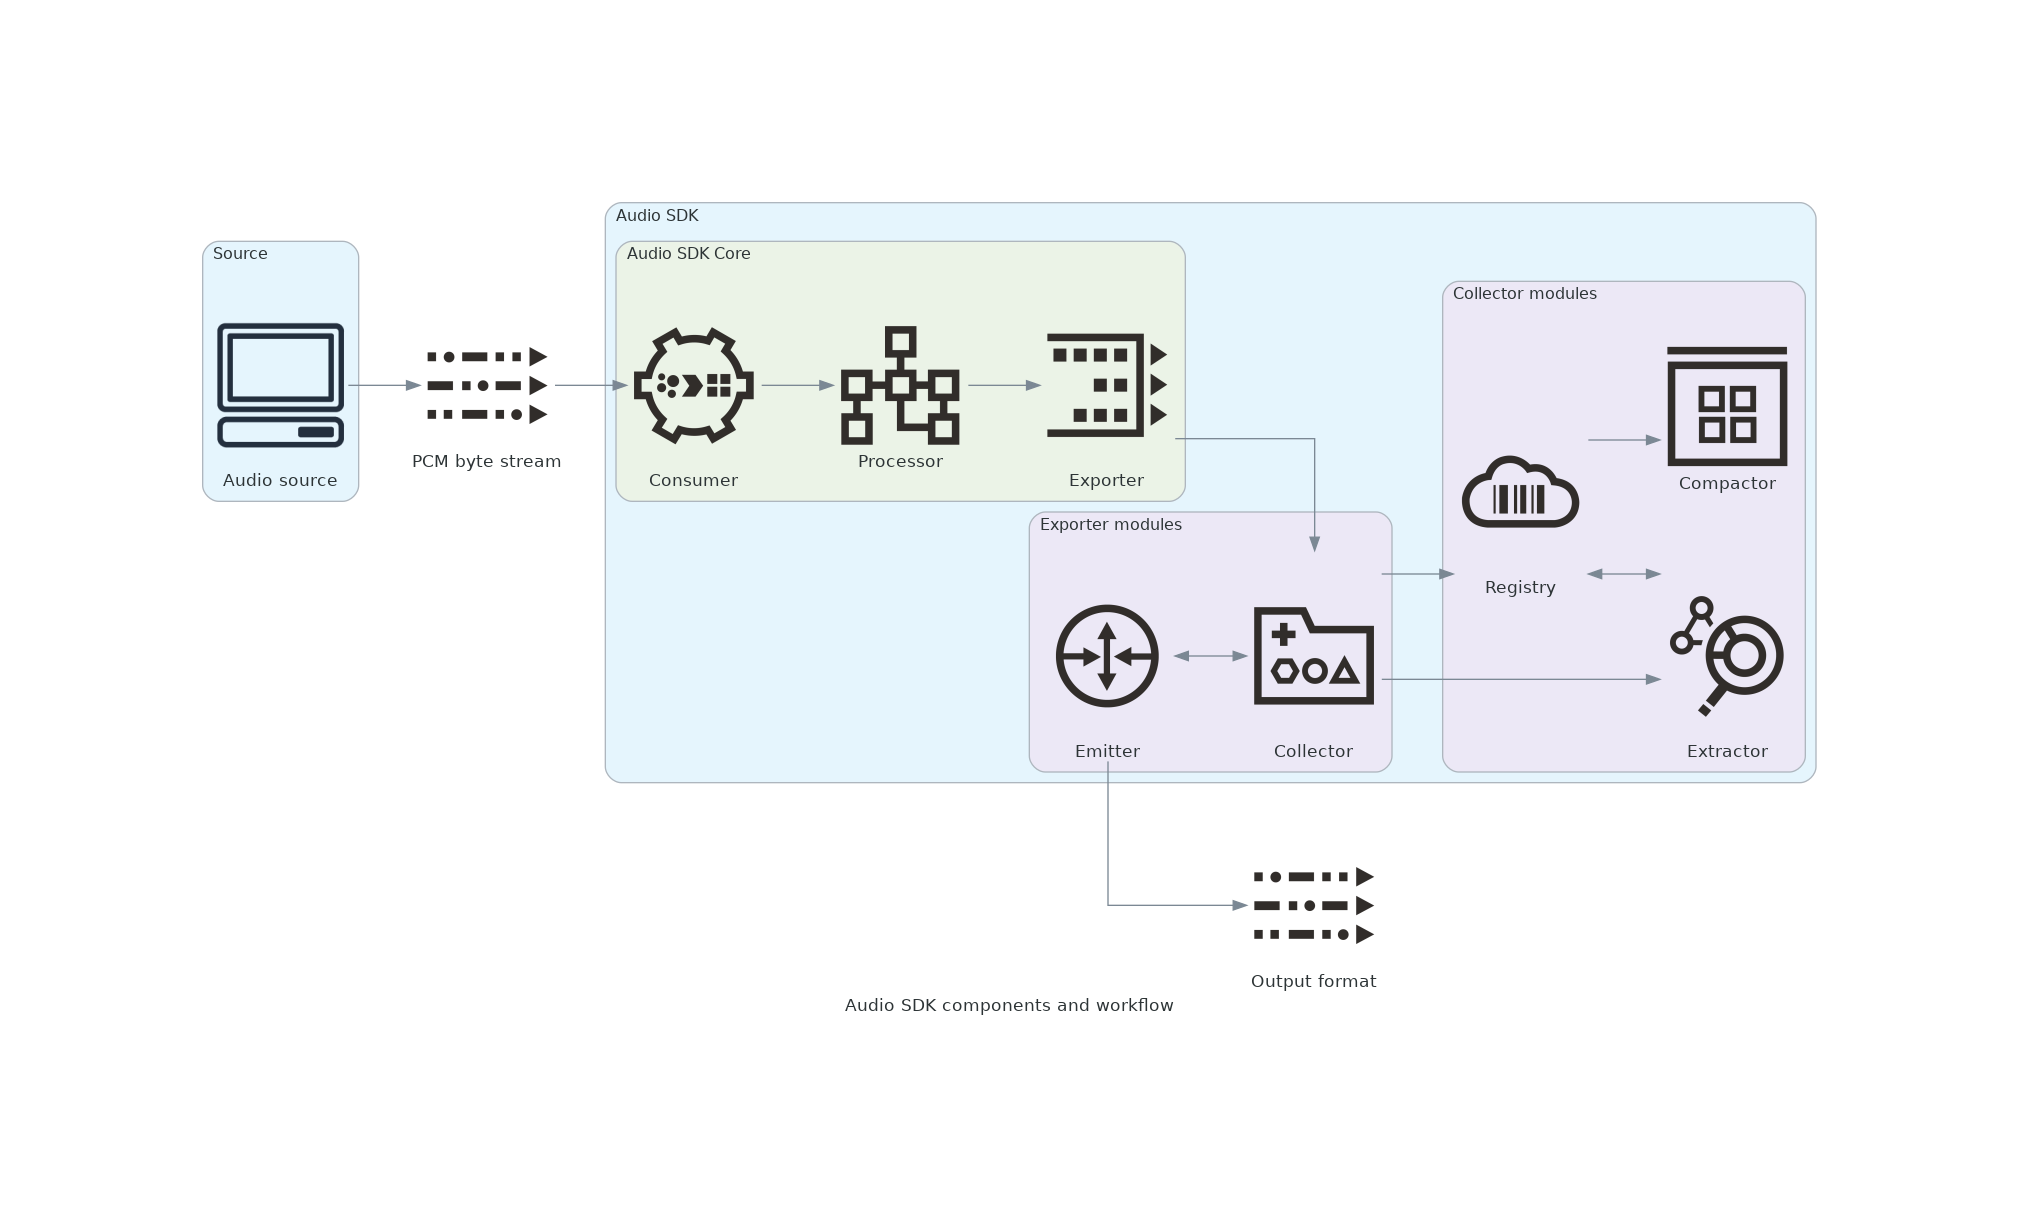 Audio SDK
Source
Audio SDK Core
Collector modules
PCM byte stream
Processor
Audio source
Consumer
Exporter
Compactor
Exporter modules
Registry
Emitter
Collector
Extractor
Output format
Audio SDK components and workflow